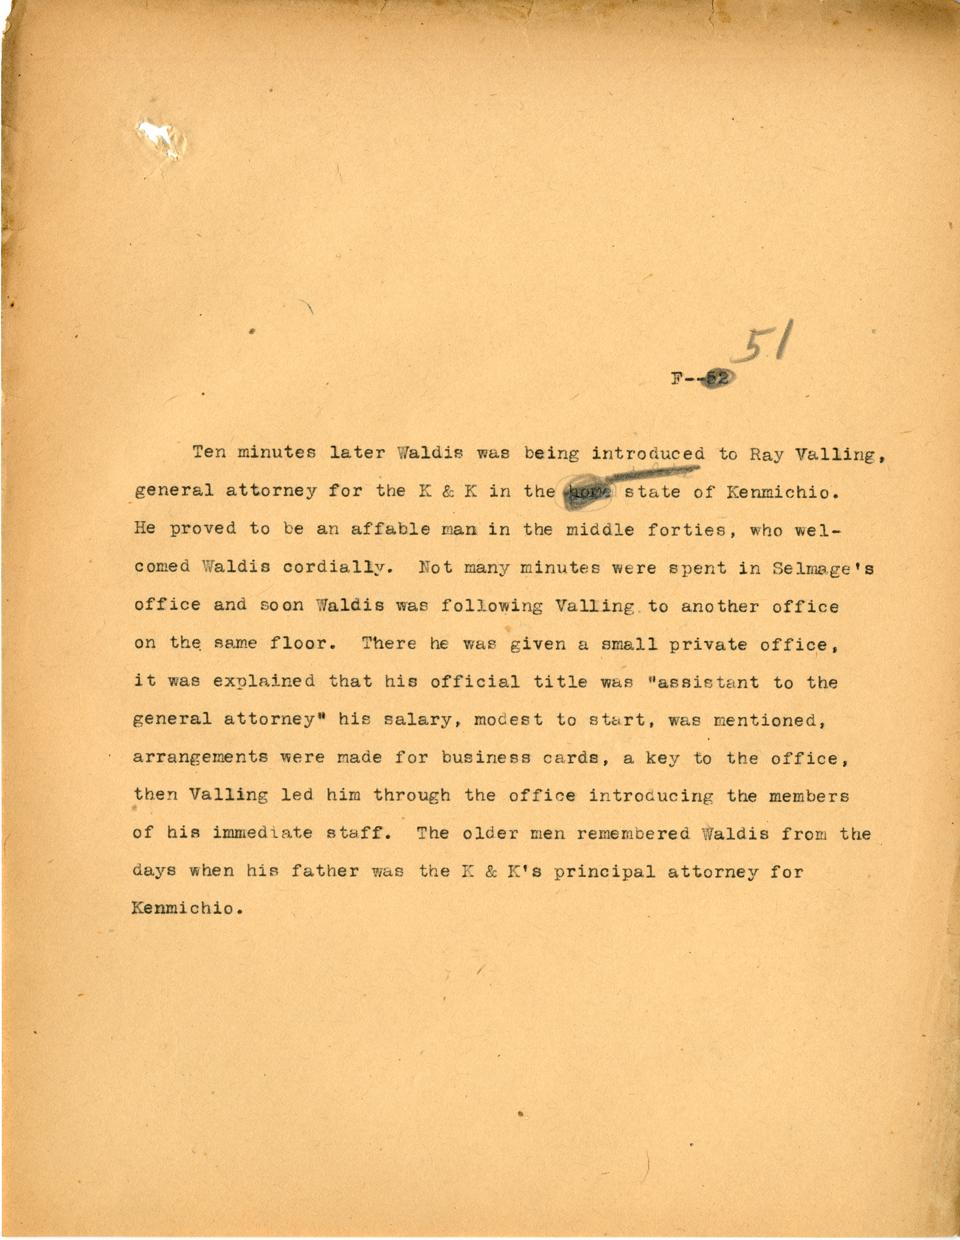 51
F--52
Ten minutes later Waldis was being introduced to Ray Valling,
general attorney for the K & K in the home state of Kenmichio.
He proved to be an affable man in the middle forties, who wel-
comed Waldis cordially. Not many minutes were spent in Selmage's
office and soon Waldis was following Valling to another office
on the same floor. There he was given a small private office,
it was explained that his official title was "assistant to the
general attorney" his salary, modest to start, was mentioned,
arrangements were made for business cards, a key to the office,
then Valling led him through the office introducing the members
of his immediate staff. The older men remembered Waldis from the
days when his father was the K & K's principal attorney for
Kenmichio.